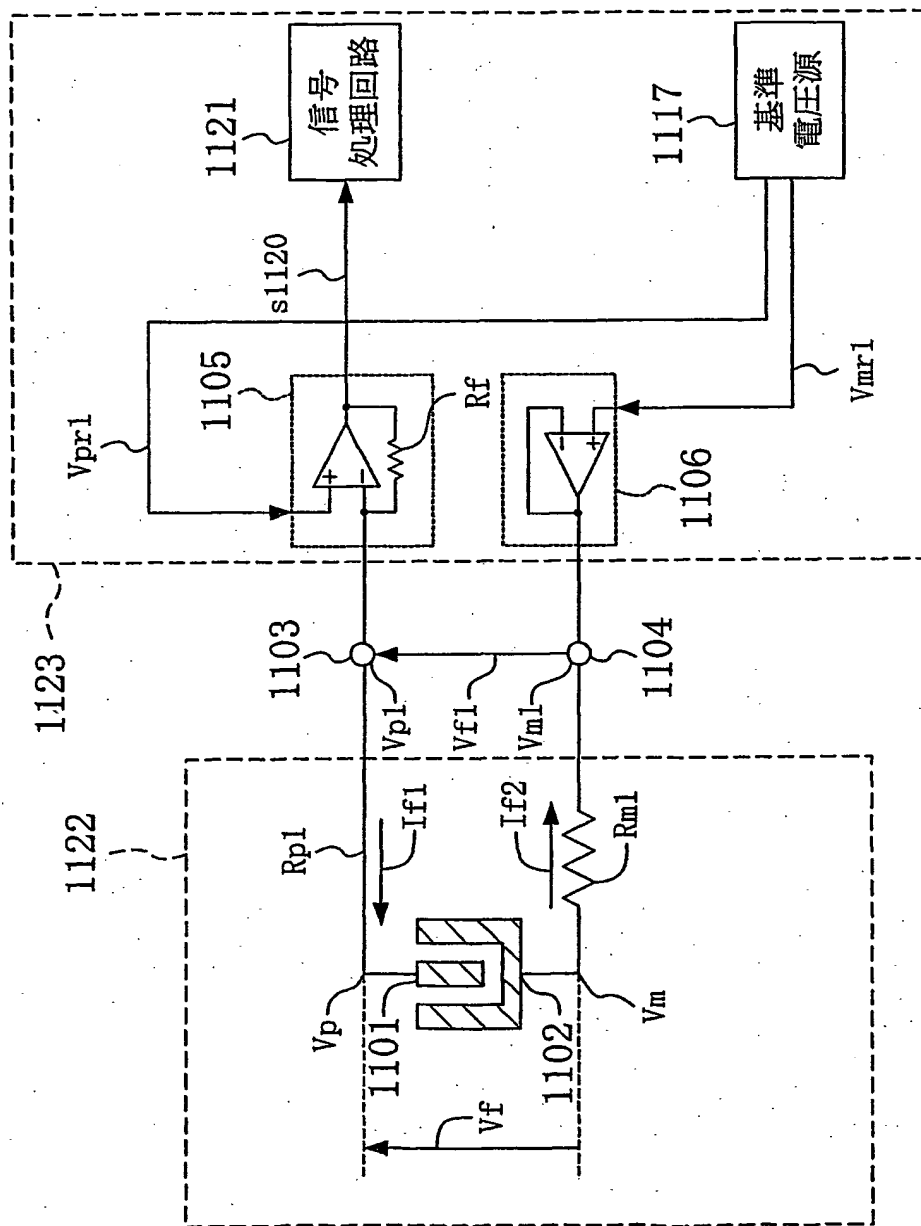 1123
1122
Vpr1
1105
s1120
1121
信号
処理回路
Rf
1103
Vp1
Rp1
If1
Vp
1101
Vf
Vf1
1102
Vm
Vm1
1104
If2
Rm1
1106
Vmr1
1117
基準
電圧源
+
−
−
+